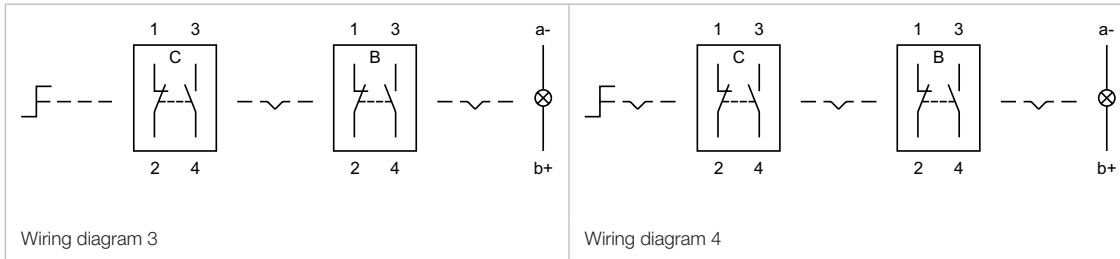 1 3 1 3 a-
C B
2 4 2 4 b+
Wiring diagram 3
1 3 1 3 a-
C B
2 4 2 4 b+
Wiring diagram 4